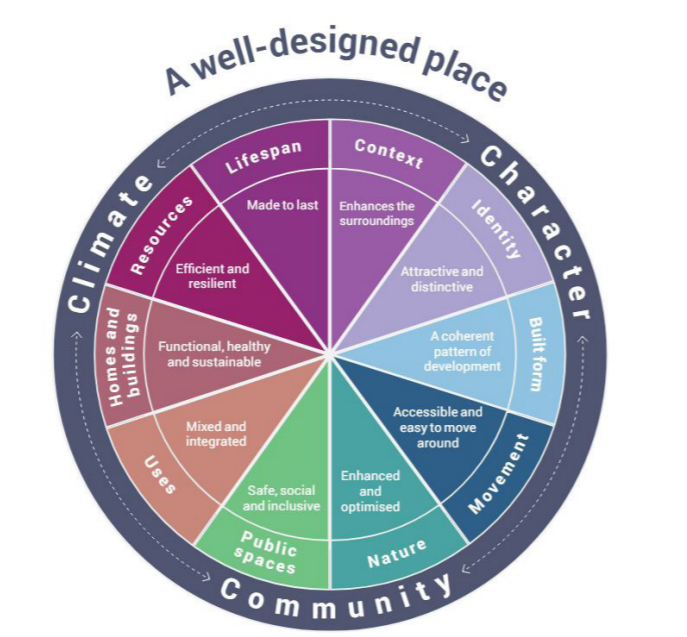 A well-designed place
Climate
Character
Community
Context
Enhances the
surroundings
Identity
Attractive and
distinctive
Built form
A coherent
pattern of
development
Movement
Accessible and
easy to move
around
Nature
Enhanced
and
optimised
Public
spaces
Safe, social
and inclusive
Uses
Mixed and
integrated
Homes and
buildings
Functional, healthy
and sustainable
Resources
Efficient and
resilient
Lifespan
Made to last